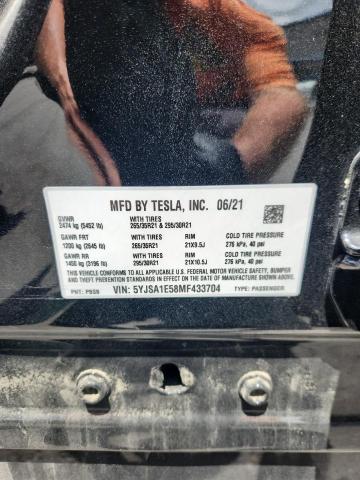 MFD BY TESLA, INC. 06/21
GVWR WITH TIRES
2474 kg (5452 lb) 265/35R21 & 295/30R21
GAWR FRT WITH TIRES RIM COLD TIRE PRESSURE
1200 kg (2645 lb) 265/35R21 21X9.5J 276 kPa, 40 psi
GAWR RR WITH TIRES RIM COLD TIRE PRESSURE
1450 kg (3196 lb) 295/30R21 21X10.5J 276 kPa, 40 psi
THIS VEHICLE CONFORMS TO ALL APPLICABLE U.S. FEDERAL MOTOR VEHICLE SAFETY, BUMPER
AND THEFT PREVENTION STANDARDS IN EFFECT ON THE DATE OF MANUFACTURE SHOWN ABOVE.
PNT: PBSB VIN: 5YJSA1E58MF433704 TYPE: PASSENGER